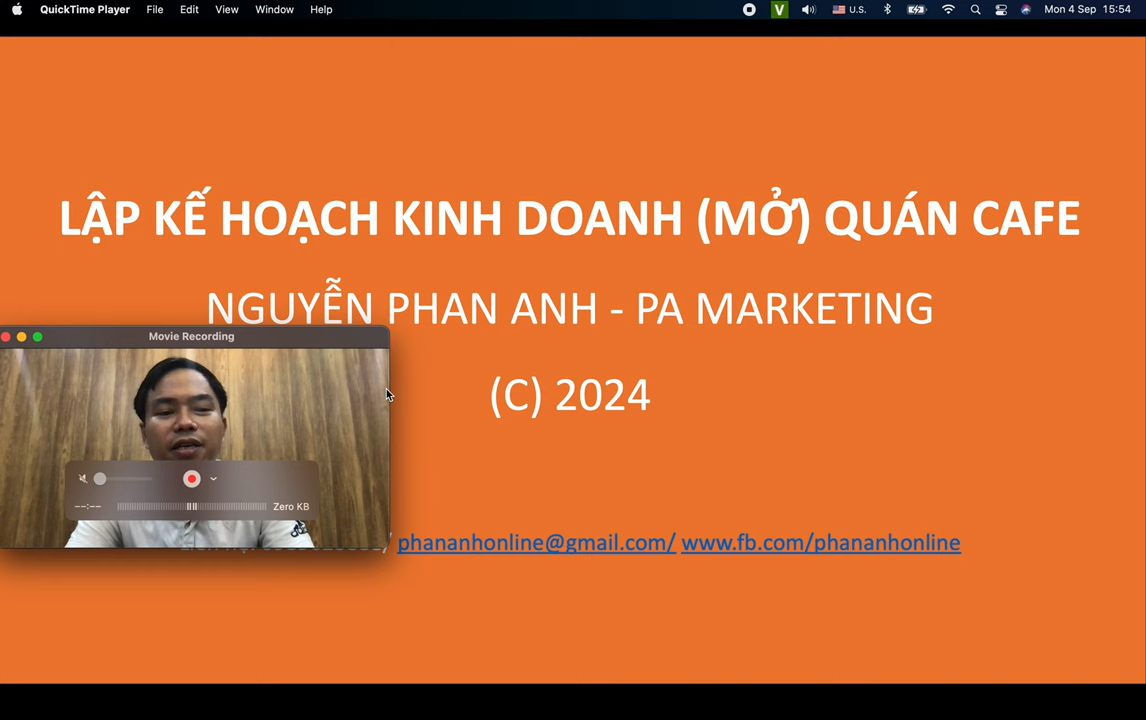 QuickTime Player File Edit View Window Help V U.S. Mon 4 Sep 15:54
LẬP KẾ HOẠCH KINH DOANH (MỞ) QUÁN CAFE
NGUYỄN PHAN ANH - PA MARKETING
Movie Recording
(C) 2024
--:-- Zero KB
phananhonline@gmail.com/ www.fb.com/phananhonline